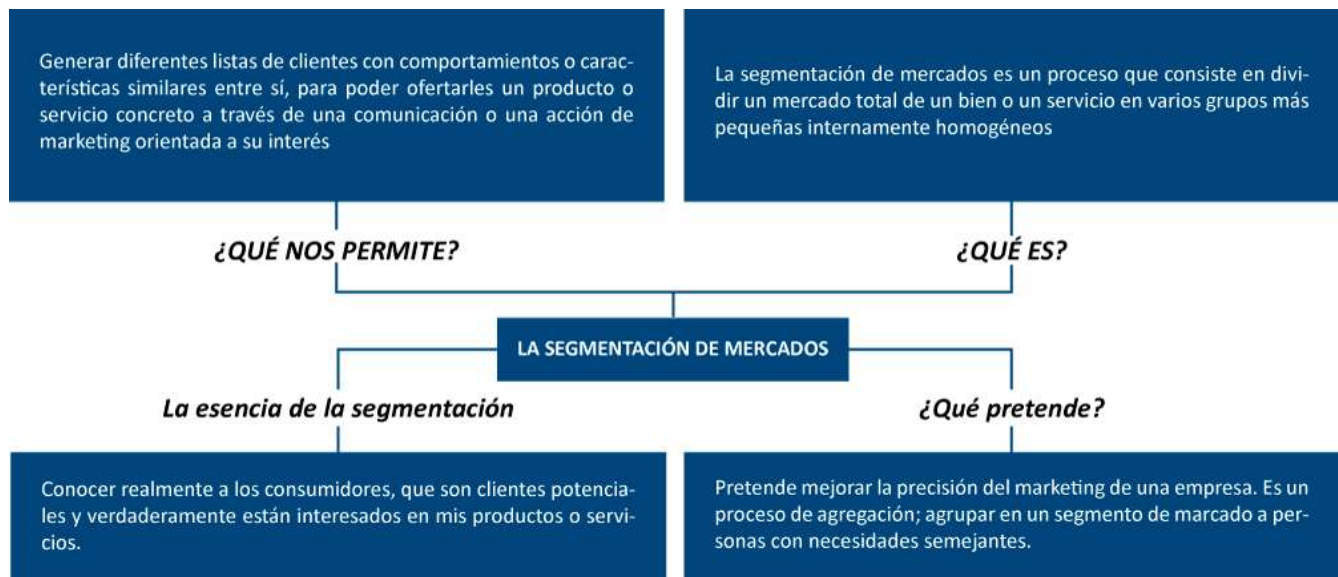 Generar diferentes listas de clientes con comportamientos o carac-
terísticas similares entre sí, para poder ofertarles un producto o
servicio concreto a través de una comunicación o una acción de
marketing orientada a su interés
La segmentación de mercados es un proceso que consiste en divi-
dir un mercado total de un bien o un servicio en varios grupos más
pequeñas internamente homogéneos
¿QUÉ NOS PERMITE?
¿QUÉ ES?
LA SEGMENTACIÓN DE MERCADOS
La esencia de la segmentación
¿Qué pretende?
Conocer realmente a los consumidores, que son clientes potencia-
les y verdaderamente están interesados en mis productos o servi-
cios.
Pretende mejorar la precisión del marketing de una empresa. Es un
proceso de agregación; agrupar en un segmento de marcado a per-
sonas con necesidades semejantes.